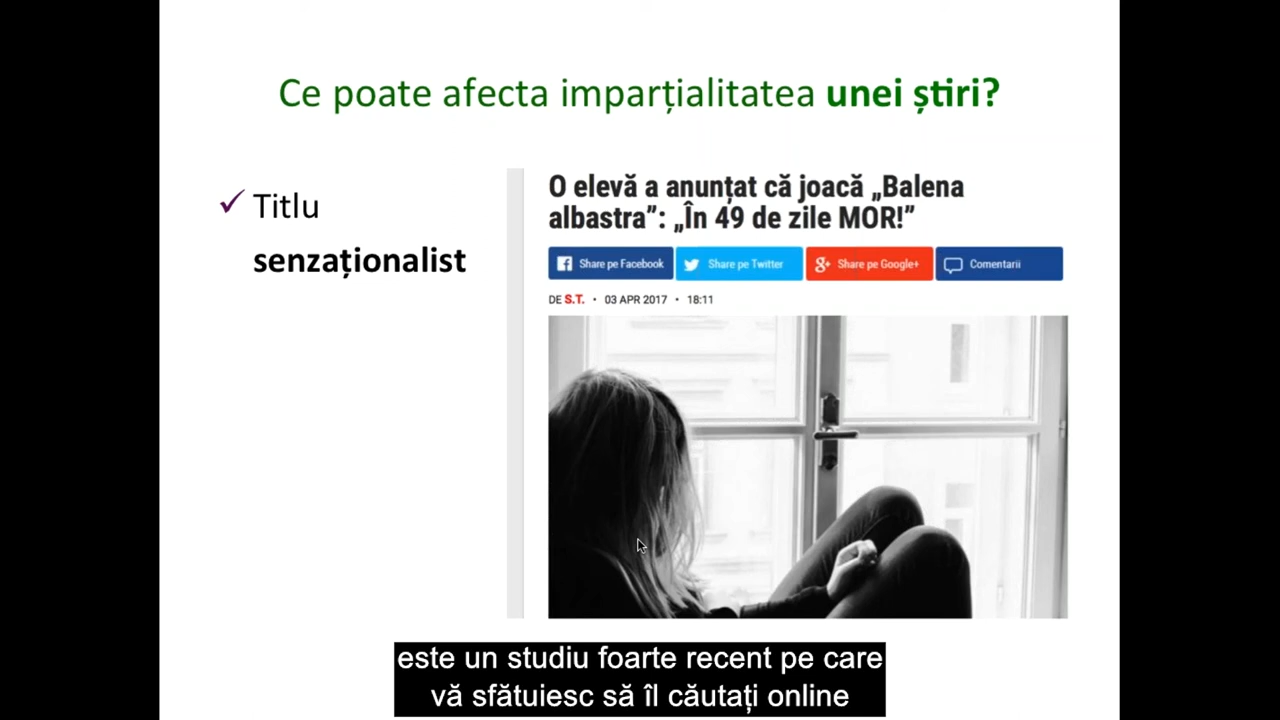 Ce poate afecta imparțialitatea unei știri?
✓ Titlu
senzaționalist
O elevă a anunțat că joacă „Balena
albastra”: „În 49 de zile MOR!”
Share pe Facebook Share pe Twitter Share pe Google+ Comentarii
DE S.T. • 03 APR 2017 • 18:11
este un studiu foarte recent pe care
vă sfătuiesc să îl căutați online